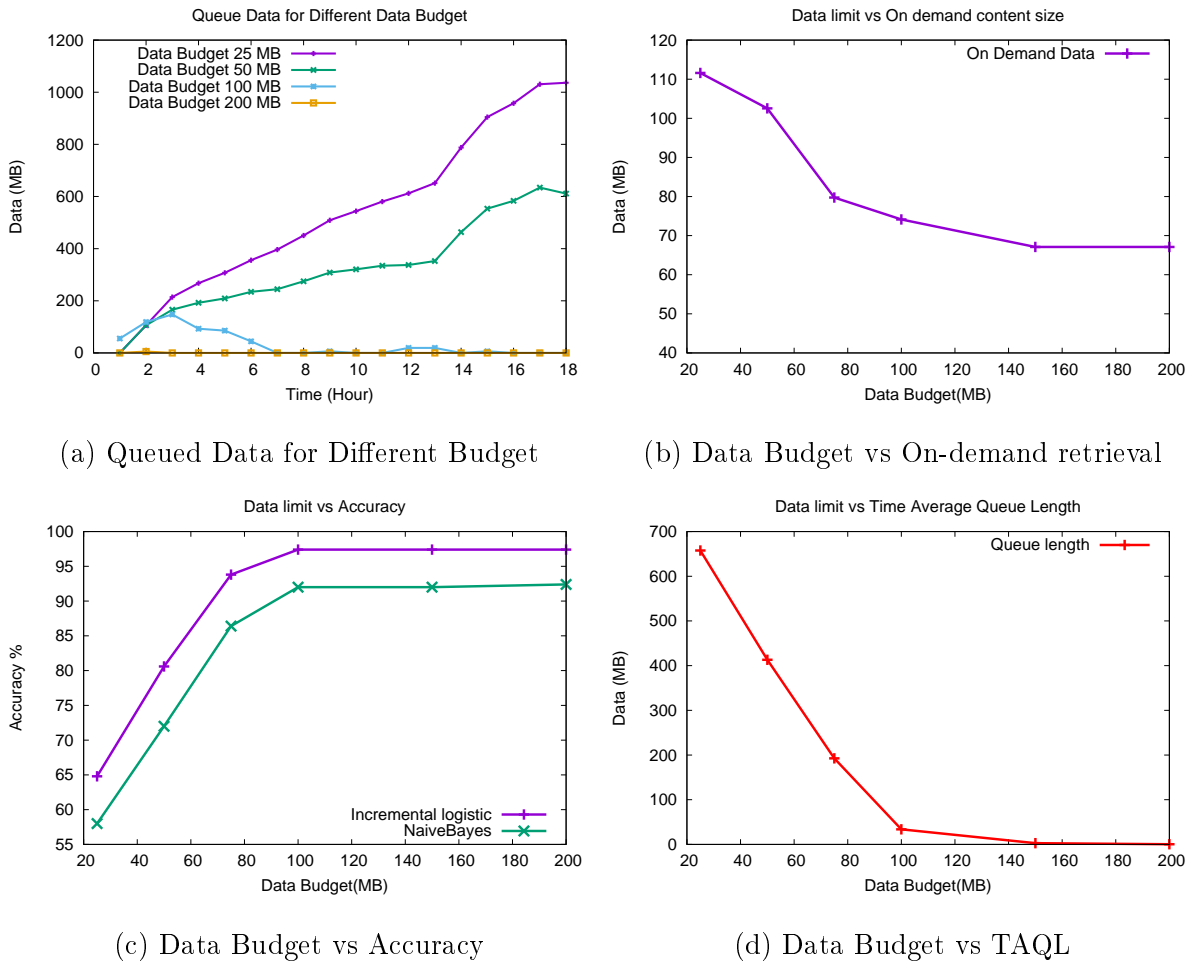 Queue Data for Different Data Budget
1200
1000
800
600
400
200
0
Data (MB)
Data Budget 25 MB
Data Budget 50 MB
Data Budget 100 MB
Data Budget 200 MB
0 2 4 6 8 10 12 14 16 18
Time (Hour)
(a) Queued Data for Different Budget
Data limit vs On demand content size
120
110
100
90
80
70
60
50
40
Data (MB)
On Demand Data
20 40 60 80 100 120 140 160 180 200
Data Budget(MB)
(b) Data Budget vs On-demand retrieval
Data limit vs Accuracy
100
95
90
85
80
75
70
65
60
55
Accuracy %
Incremental logistic
NaiveBayes
20 40 60 80 100 120 140 160 180 200
Data Budget(MB)
(c) Data Budget vs Accuracy
Data limit vs Time Average Queue Length
700
600
500
400
300
200
100
0
Data (MB)
Queue length
20 40 60 80 100 120 140 160 180 200
Data Budget(MB)
(d) Data Budget vs TAQL